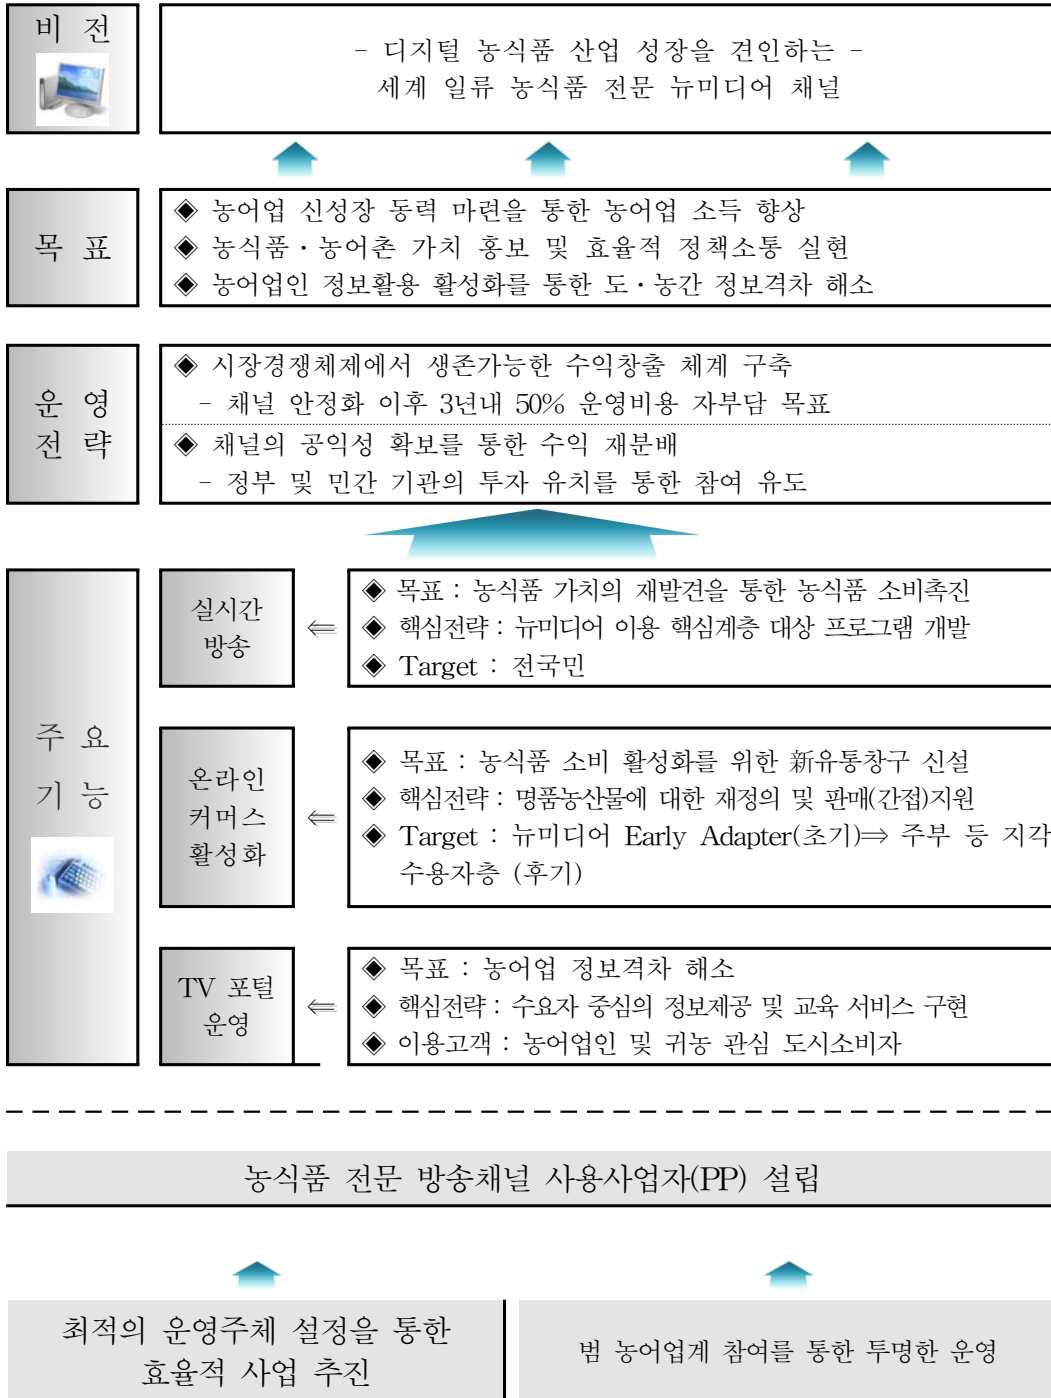 비 전
- 디지털 농식품 산업 성장을 견인하는 -
세계 일류 농식품 전문 뉴미디어 채널
목 표
◈ 농어업 신성장 동력 마련을 통한 농어업 소득 향상
◈ 농식품·농어촌 가치 홍보 및 효율적 정책소통 실현
◈ 농어업인 정보활용 활성화를 통한 도·농간 정보격차 해소
운 영
전 략
◈ 시장경쟁체제에서 생존가능한 수익창출 체계 구축
- 채널 안정화 이후 3년내 50% 운영비용 자부담 목표
◈ 채널의 공익성 확보를 통한 수익 재분배
- 정부 및 민간 기관의 투자 유치를 통한 참여 유도
주 요
기 능
실시간
방송
⇐
◈ 목표 : 농식품 가치의 재발견을 통한 농식품 소비촉진
◈ 핵심전략 : 뉴미디어 이용 핵심계층 대상 프로그램 개발
◈ Target : 전국민
온라인
커머스
활성화
⇐
◈ 목표 : 농식품 소비 활성화를 위한 新유통창구 신설
◈ 핵심전략 : 명품농산물에 대한 재정의 및 판매(간접)지원
◈ Target : 뉴미디어 Early Adapter(초기)⇒ 주부 등 지각
수용자층 (후기)
TV 포털
운영
⇐
◈ 목표 : 농어업 정보격차 해소
◈ 핵심전략 : 수요자 중심의 정보제공 및 교육 서비스 구현
◈ 이용고객 : 농어업인 및 귀농 관심 도시소비자
농식품 전문 방송채널 사용사업자(PP) 설립
최적의 운영주체 설정을 통한
효율적 사업 추진
범 농어업계 참여를 통한 투명한 운영